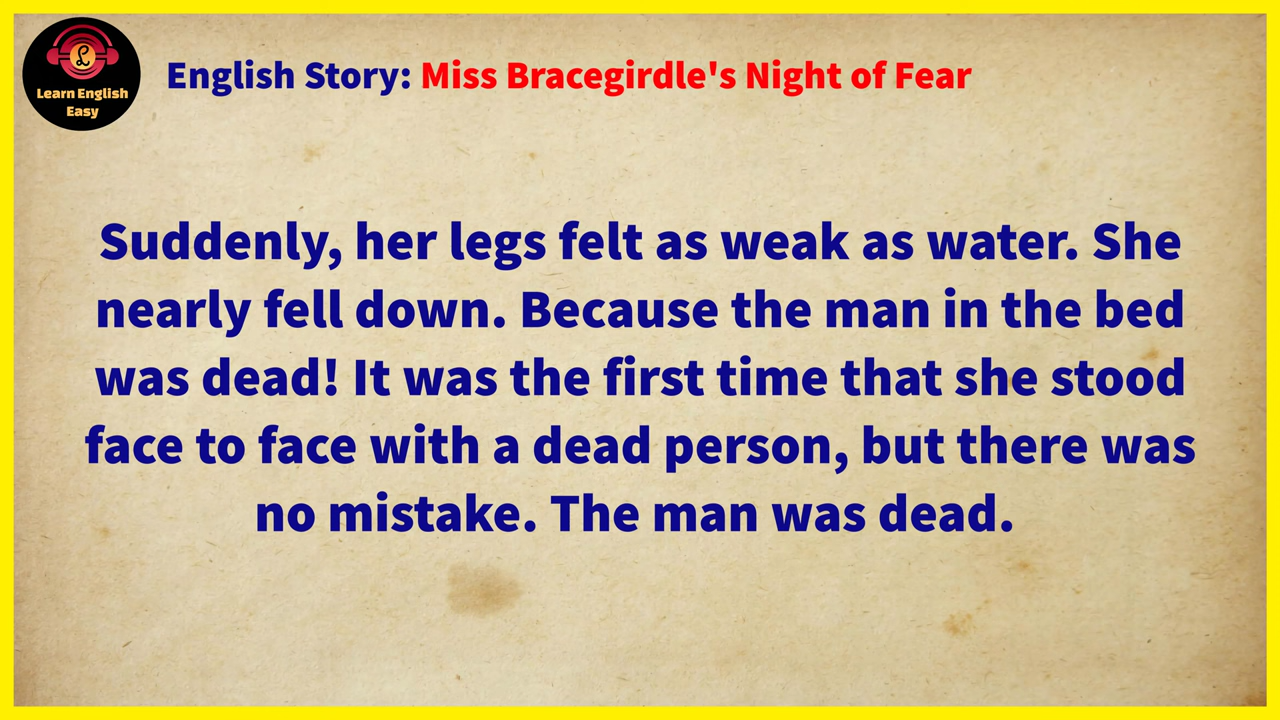 Learn English
Easy
English Story: Miss Bracegirdle's Night of Fear
Suddenly, her legs felt as weak as water. She
nearly fell down. Because the man in the bed
was dead! It was the first time that she stood
face to face with a dead person, but there was
no mistake. The man was dead.